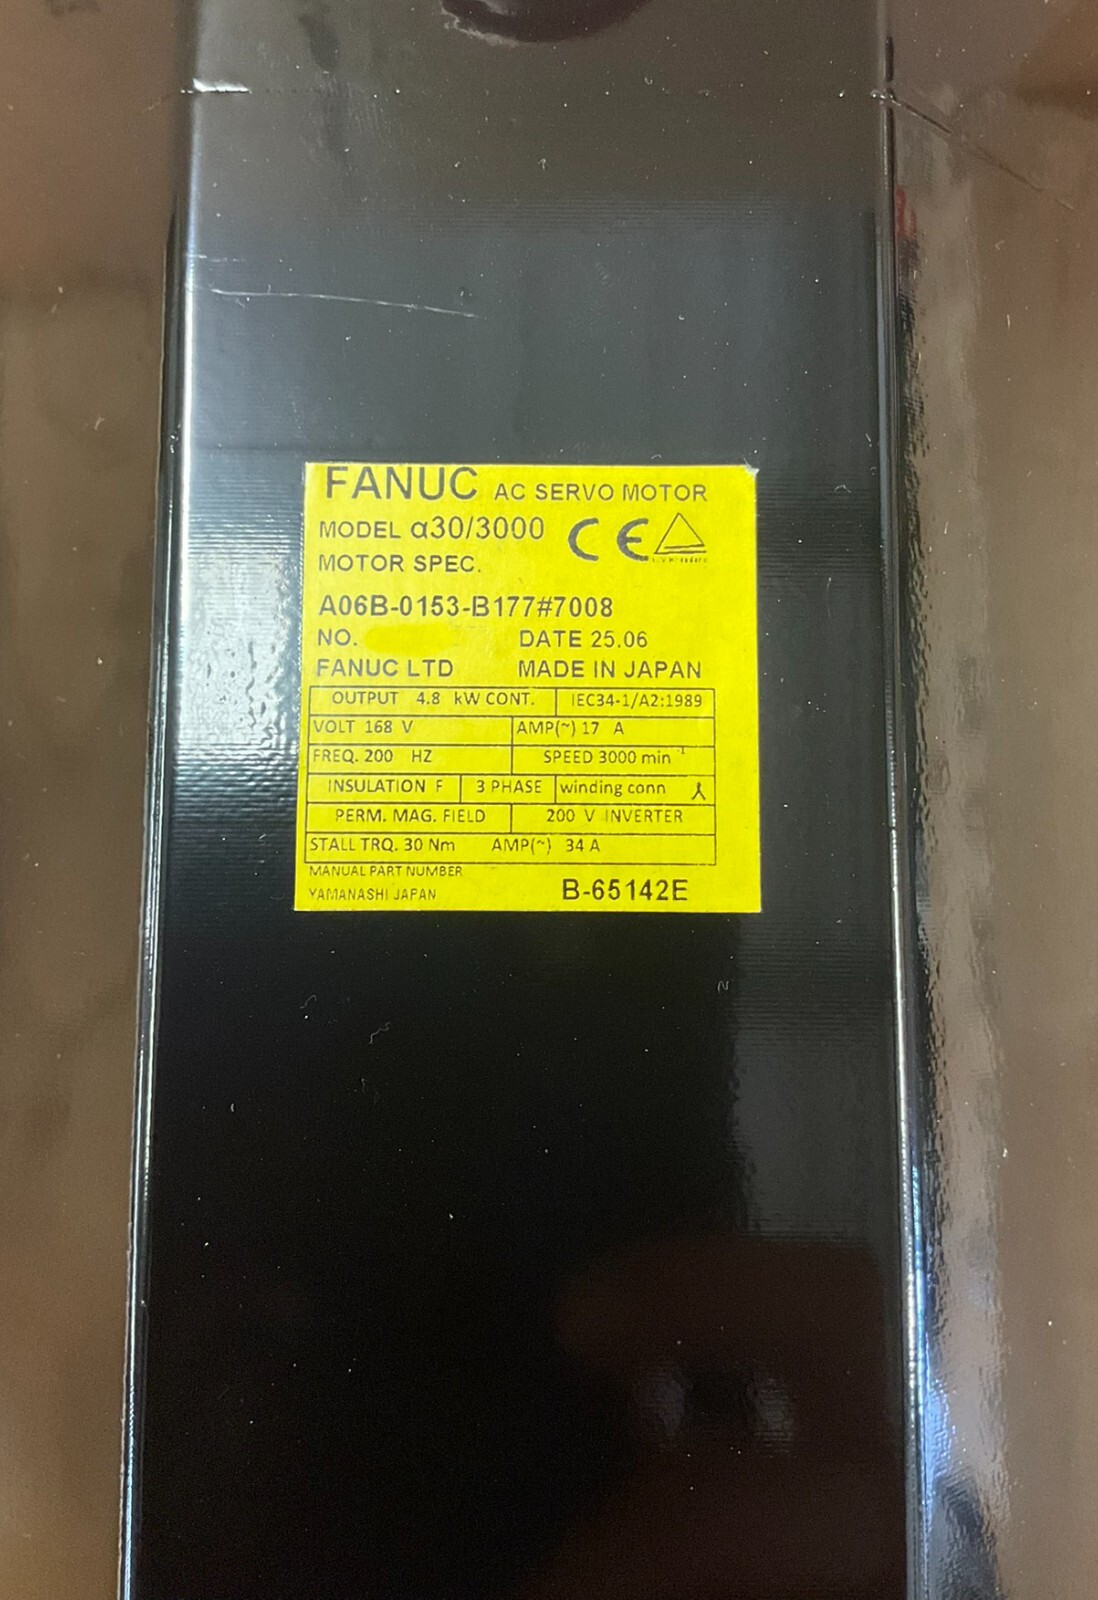 FANUC AC SERVO MOTOR
MODEL α30/3000 CE
MOTOR SPEC.
A06B-0153-B177#7008
NO. DATE 25.06
FANUC LTD MADE IN JAPAN
OUTPUT 4.8 kW CONT. IEC34-1/A2:1989
VOLT 168 V AMP(~) 17 A
FREQ. 200 HZ SPEED 3000 min⁻¹
INSULATION F 3 PHASE winding conn
PERM. MAG. FIELD 200 V INVERTER
STALL TRQ. 30 Nm AMP(~) 34 A
MANUAL PART NUMBER
YAMANASHI JAPAN B-65142E